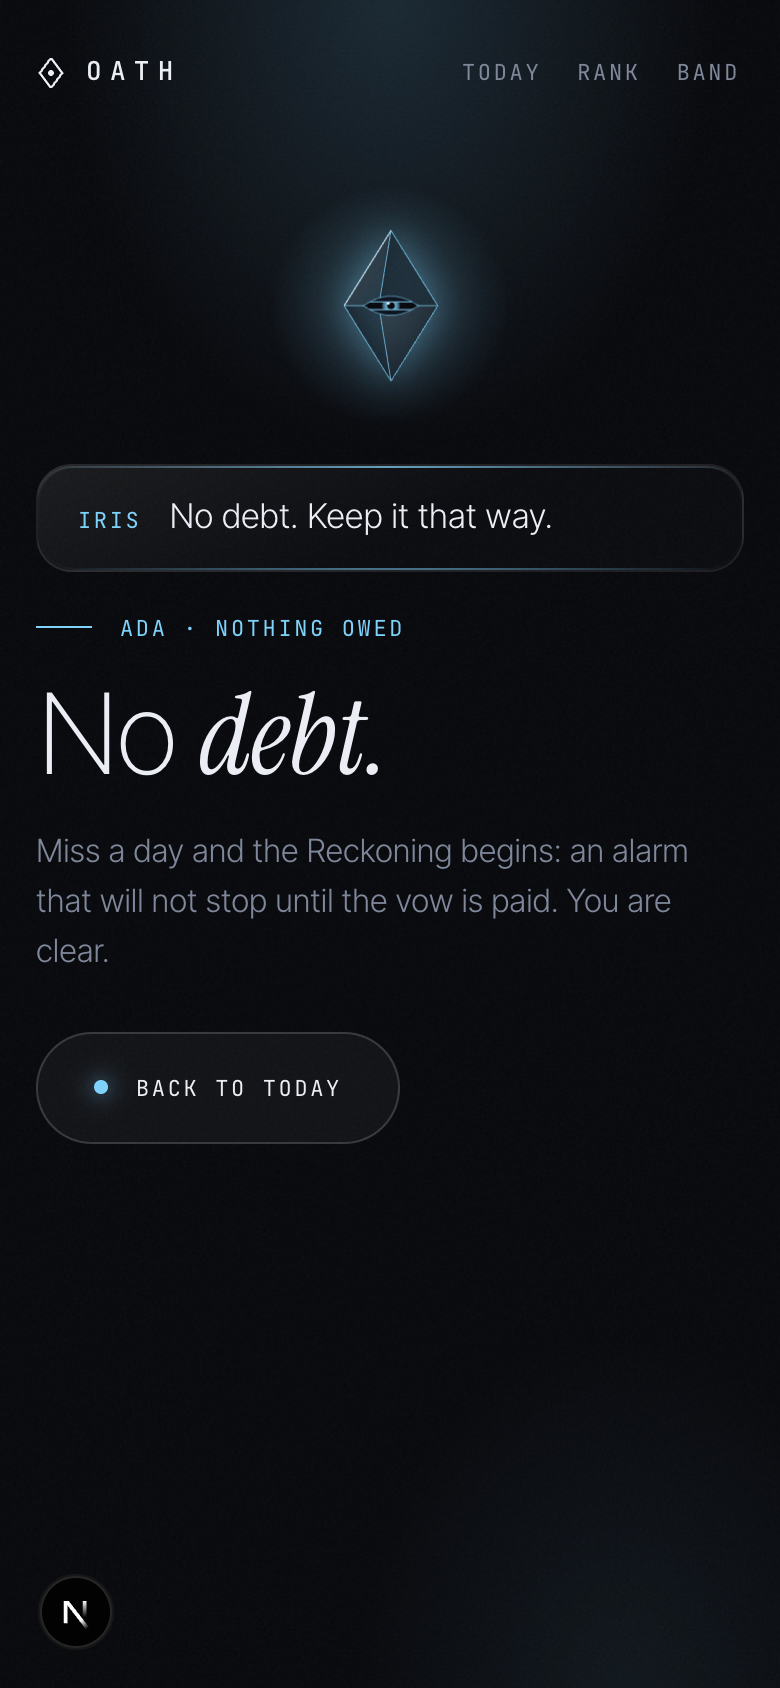 OATH
TODAY RANK BAND
IRIS No debt. Keep it that way.
ADA · NOTHING OWED
No debt.
Miss a day and the Reckoning begins: an alarm
that will not stop until the vow is paid. You are
clear.
BACK TO TODAY
N